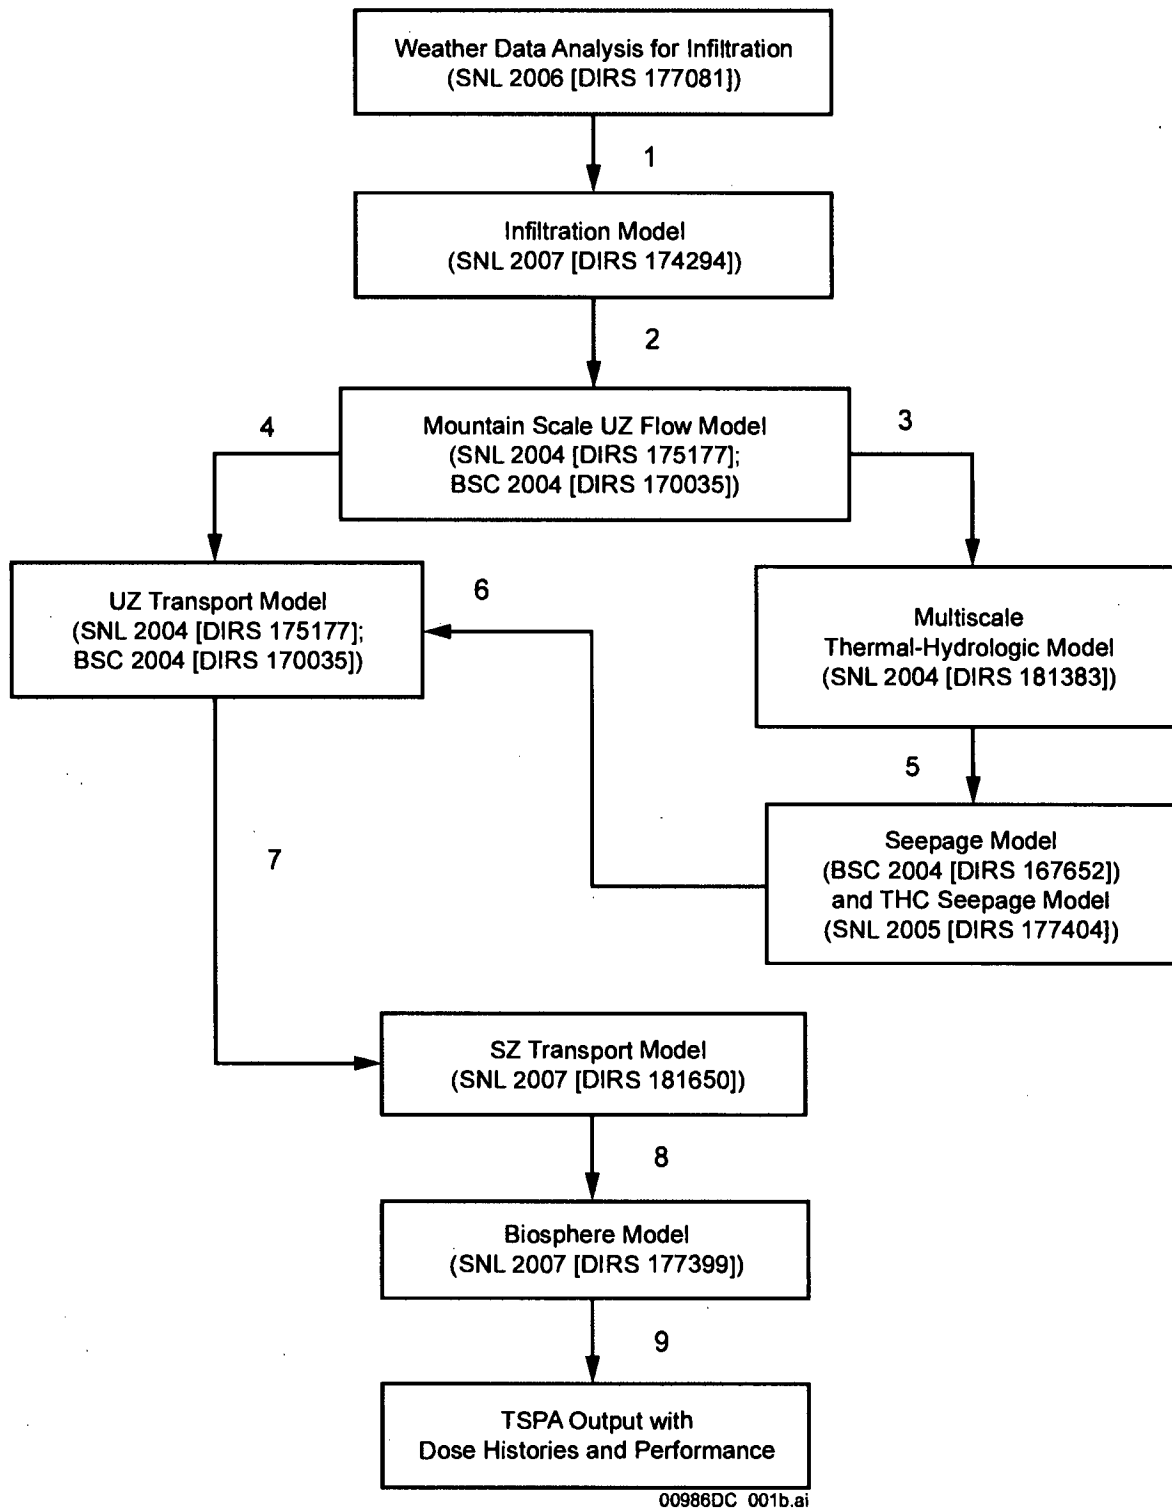 Weather Data Analysis for Infiltration
(SNL 2006 [DIRS 177081])
1
Infiltration Model
(SNL 2007 [DIRS 174294])
2
Mountain Scale UZ Flow Model
(SNL 2004 [DIRS 175177];
BSC 2004 [DIRS 170035])
4
3
UZ Transport Model
(SNL 2004 [DIRS 175177];
BSC 2004 [DIRS 170035])
6
Multiscale
Thermal-Hydrologic Model
(SNL 2004 [DIRS 181383])
5
Seepage Model
(BSC 2004 [DIRS 167652])
and THC Seepage Model
(SNL 2005 [DIRS 177404])
7
SZ Transport Model
(SNL 2007 [DIRS 181650])
8
Biosphere Model
(SNL 2007 [DIRS 177399])
9
TSPA Output with
Dose Histories and Performance
00986DC_001b.ai